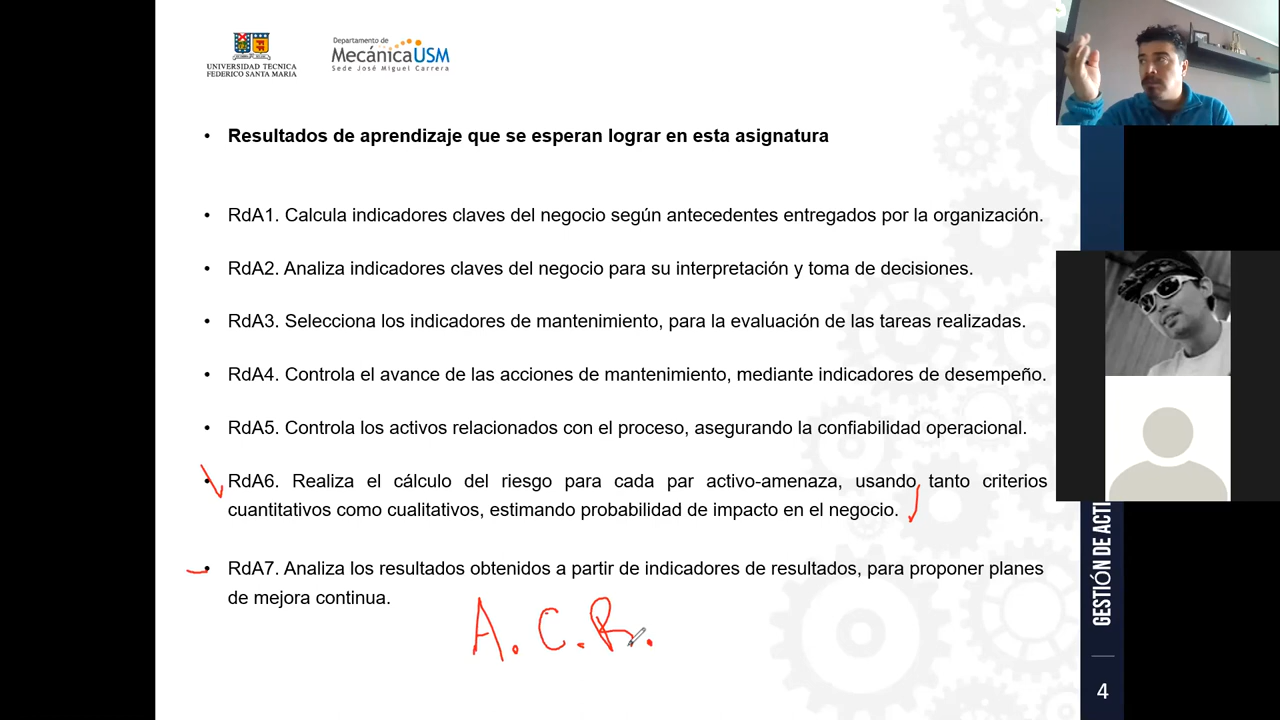 UNIVERSIDAD TECNICA
FEDERICO SANTA MARIA
Departamento de
MecánicaUSM
Sede José Miguel Carrera
• Resultados de aprendizaje que se esperan lograr en esta asignatura
• RdA1. Calcula indicadores claves del negocio según antecedentes entregados por la organización.
• RdA2. Analiza indicadores claves del negocio para su interpretación y toma de decisiones.
• RdA3. Selecciona los indicadores de mantenimiento, para la evaluación de las tareas realizadas.
• RdA4. Controla el avance de las acciones de mantenimiento, mediante indicadores de desempeño.
• RdA5. Controla los activos relacionados con el proceso, asegurando la confiabilidad operacional.
• RdA6. Realiza el cálculo del riesgo para cada par activo-amenaza, usando tanto criterios
cuantitativos como cualitativos, estimando probabilidad de impacto en el negocio.
• RdA7. Analiza los resultados obtenidos a partir de indicadores de resultados, para proponer planes
de mejora continua.
A.C.R.
GESTIÓN DE ACTI
4